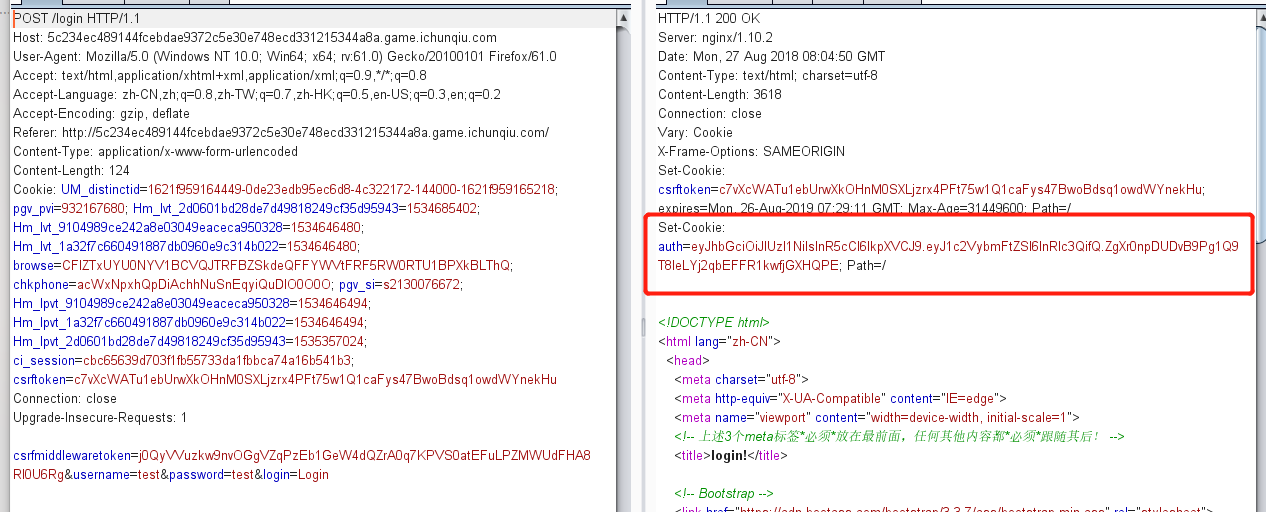 POST /login HTTP/1.1
Host: 5c234ec489144fcebdae9372c5e30e748ecd331215344a8a.game.ichunqiu.com
User-Agent: Mozilla/5.0 (Windows NT 10.0; Win64; x64; rv:61.0) Gecko/20100101 Firefox/61.0
Accept: text/html,application/xhtml+xml,application/xml;q=0.9,*/*;q=0.8
Accept-Language: zh-CN,zh;q=0.8,zh-TW;q=0.7,zh-HK;q=0.5,en-US;q=0.3,en;q=0.2
Accept-Encoding: gzip, deflate
Referer: http://5c234ec489144fcebdae9372c5e30e748ecd331215344a8a.game.ichunqiu.com/
Content-Type: application/x-www-form-urlencoded
Content-Length: 124
Cookie: UM_distinctid=1621f959164449-0de23edb95ec6d8-4c322172-144000-1621f959165218;
pgv_pvi=932167680; Hm_lvt_2d0601bd28de7d49818249cf35d95943=1534685402;
Hm_lvt_9104989ce242a8e03049eaceca950328=1534646480;
Hm_lvt_1a32f7c660491887db0960e9c314b022=1534646480;
browse=CFlZTxUYU0NYV1BCVQJTRFBZSkdeQFFYWVtFRF5RW0RTU1BPXkBLThQ;
chkphone=acWxNpxhQpDiAchhNuSnEqyiQuDIO0O0O; pgv_si=s2130076672;
Hm_lpvt_9104989ce242a8e03049eaceca950328=1534646494;
Hm_lpvt_1a32f7c660491887db0960e9c314b022=1534646494;
Hm_lpvt_2d0601bd28de7d49818249cf35d95943=1535357024;
ci_session=cbc65639d703f1fb55733da1fbbca74a16b541b3;
csrftoken=c7vXcWATu1ebUrwXkOHnM0SXLjzrx4PFt75w1Q1caFys47BwoBdsq1owdWYnekHu
Connection: close
Upgrade-Insecure-Requests: 1
csrfmiddlewaretoken=j0QyVVuzkw9nvOGgVZqPzEb1GeW4dQZrA0q7KPVS0atEFuLPZMWUdFHA8
Rl0U6Rg&username=test&password=test&login=Login
HTTP/1.1 200 OK
Server: nginx/1.10.2
Date: Mon, 27 Aug 2018 08:04:50 GMT
Content-Type: text/html; charset=utf-8
Content-Length: 3618
Connection: close
Vary: Cookie
X-Frame-Options: SAMEORIGIN
Set-Cookie:
csrftoken=c7vXcWATu1ebUrwXkOHnM0SXLjzrx4PFt75w1Q1caFys47BwoBdsq1owdWYnekHu;
expires=Mon, 26-Aug-2019 07:29:11 GMT; Max-Age=31449600; Path=/
Set-Cookie:
auth=eyJhbGciOiJIUzI1NiIsInR5cCI6IkpXVCJ9.eyJ1c2VybmFtZSI6InRlc3QifQ.ZgXr0npDUDvB9Pg1Q9
T8IeLYj2qbEFFR1kwfjGXHQPE; Path=/
<!DOCTYPE html>
<html lang="zh-CN">
<head>
<meta charset="utf-8">
<meta http-equiv="X-UA-Compatible" content="IE=edge">
<meta name="viewport" content="width=device-width, initial-scale=1">
<!-- 上述3个meta标签*必须*放在最前面，任何其他内容都*必须*跟随其后！ -->
<title>login!</title>
<!-- Bootstrap -->